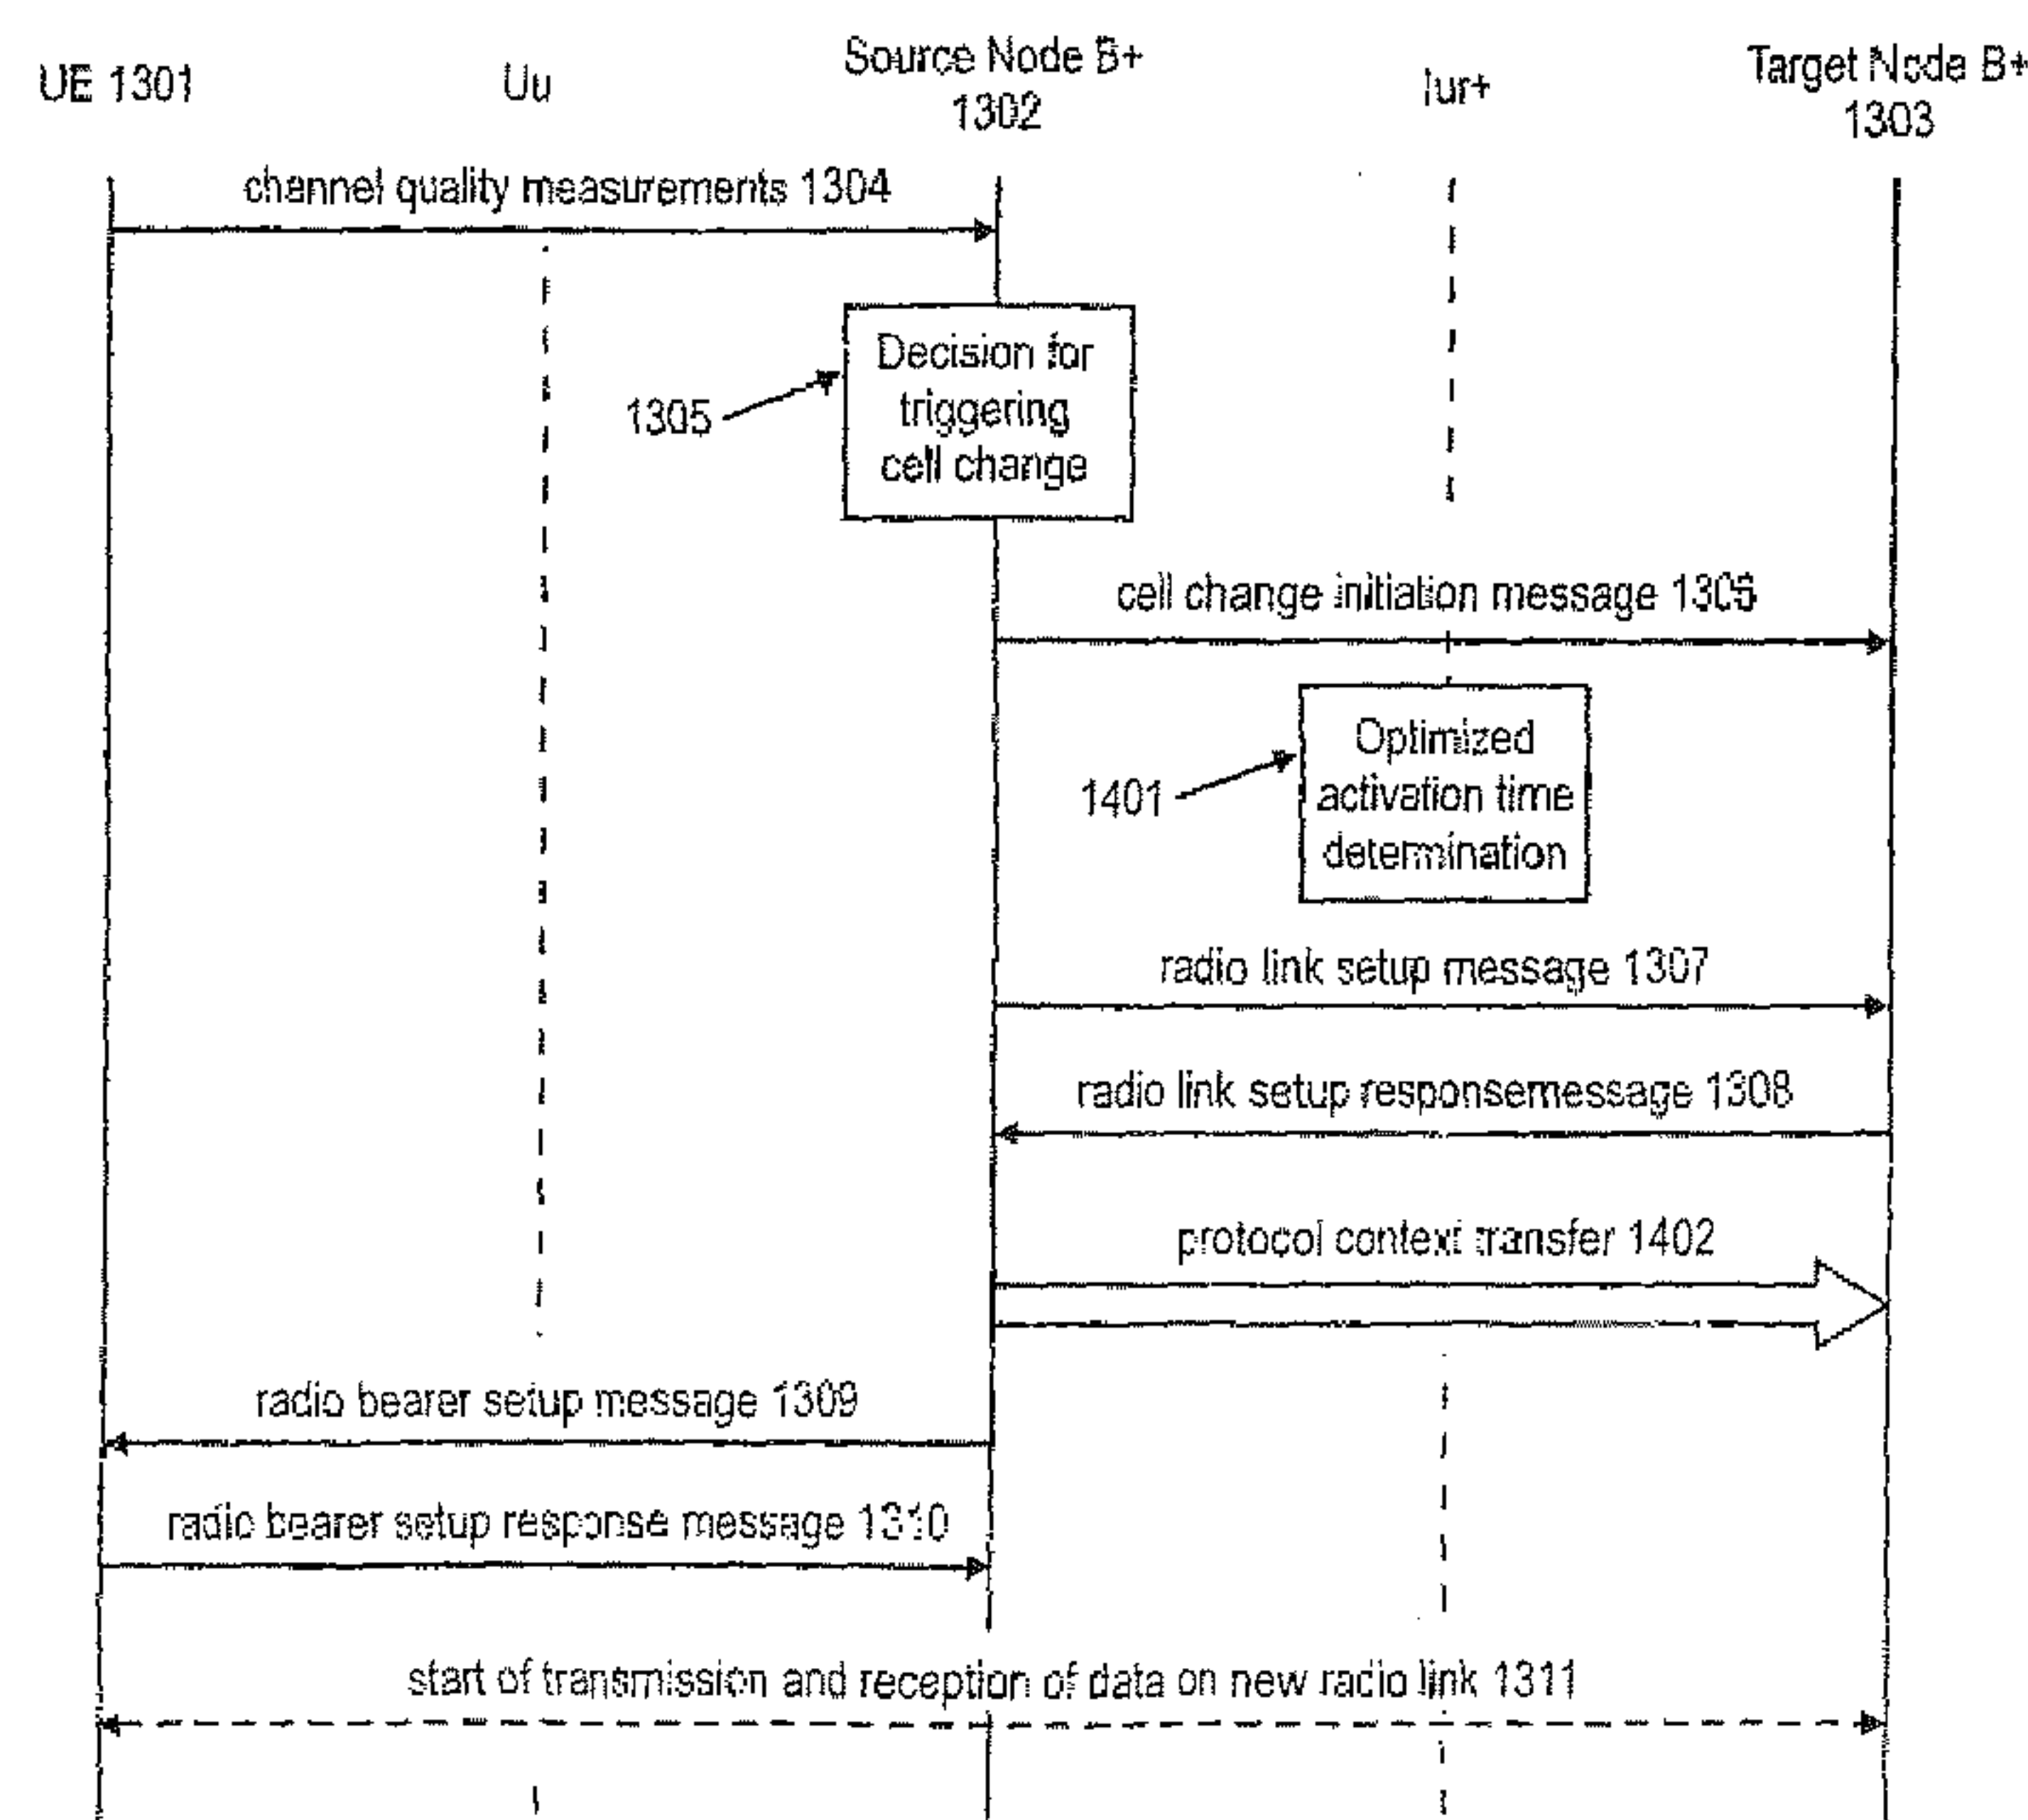 UE 1301
Uu
Source Node B+
1302
Iur+
Target Node B+
1303
channel quality measurements 1304
Decision for
triggering
cell change
1305
cell change initiation message 1306
Optimized
activation time
determination
1401
radio link setup message 1307
radio link setup responsemessage 1308
protocol context transfer 1402
radio bearer setup message 1309
radio bearer setup response message 1310
start of transmission and reception of data on new radio link 1311